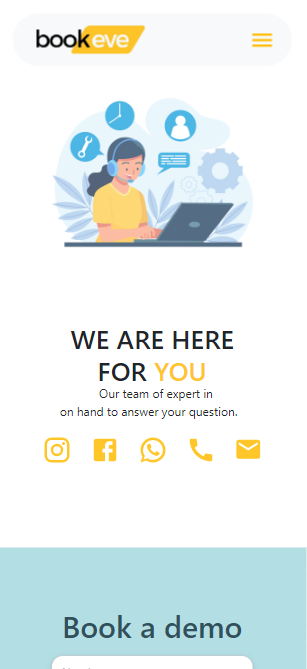 bookeve
WE ARE HERE
FOR YOU
Our team of expert in
on hand to answer your question.
Book a demo